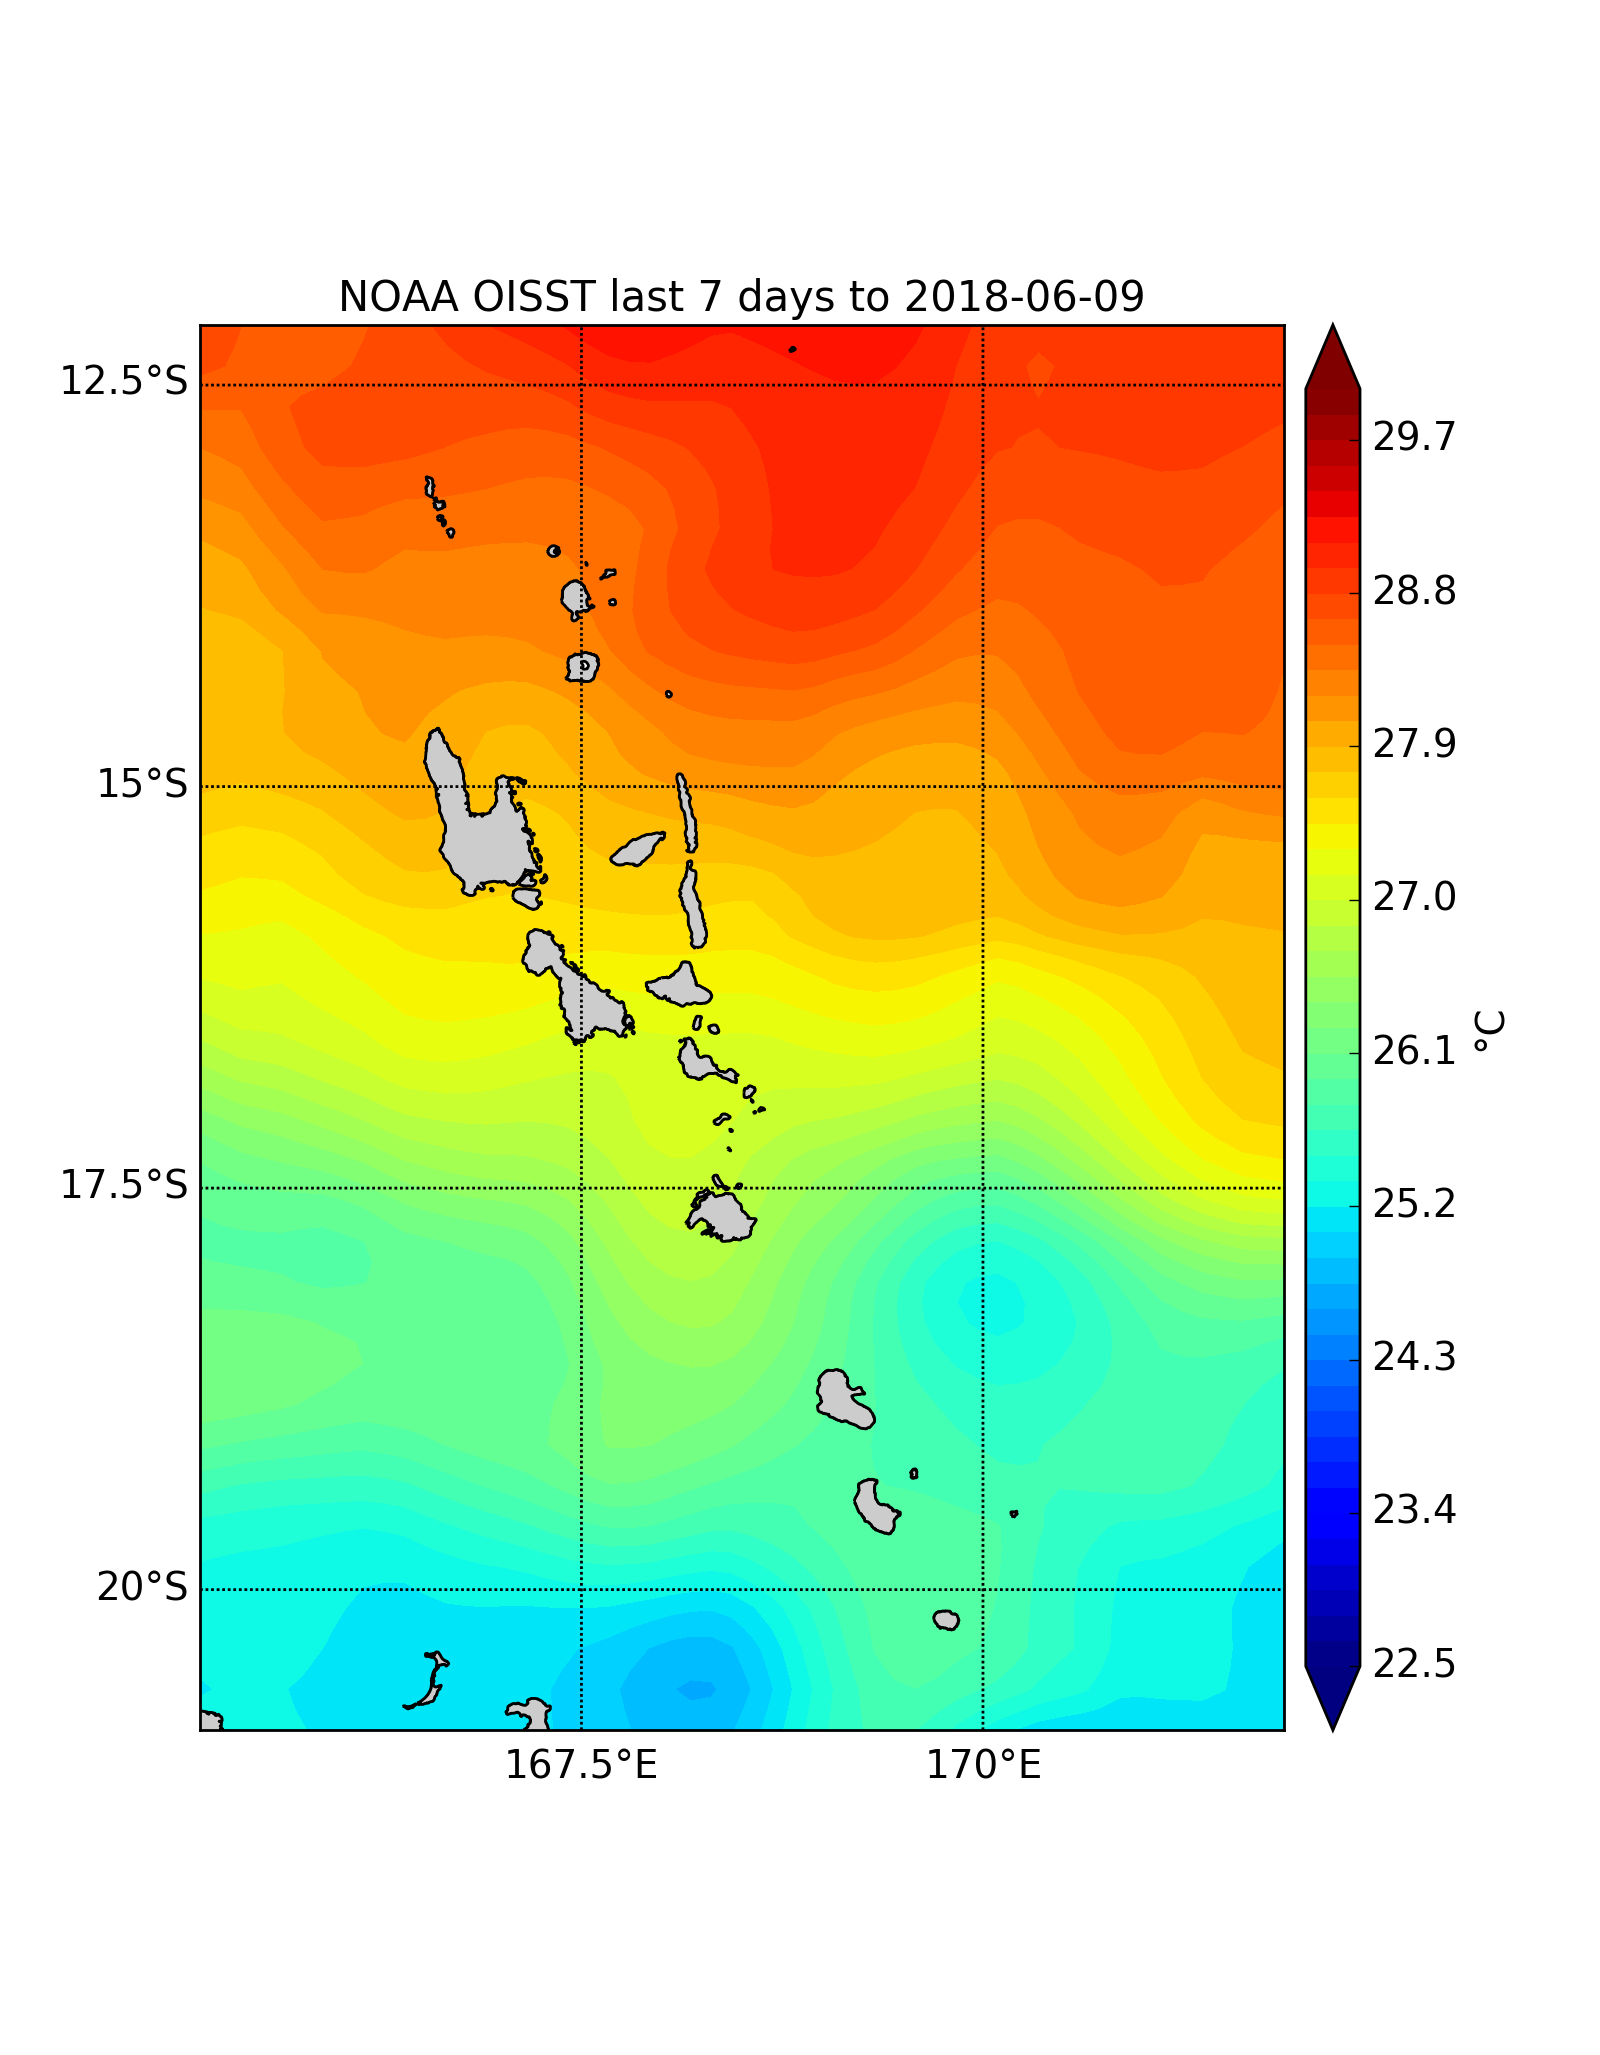 NOAA OISST last 7 days to 2018-06-09
12.5°S
15°S
17.5°S
20°S
167.5°E
170°E
29.7
28.8
27.9
27.0
26.1
25.2
24.3
23.4
22.5
°C